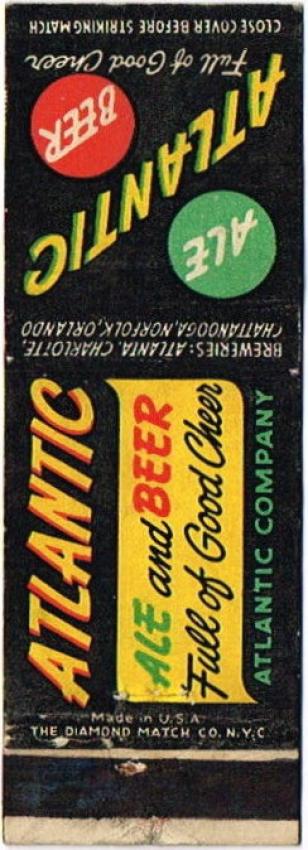 CLOSE COVER BEFORE STRIKING MATCH
Full of Good Cheer
ATLANTIC
BEER
ALE
BREWERIES: ATLANTA, CHARLOTTE,
CHATTANOOGA, NORFOLK, ORLANDO
ATLANTIC
ALE and BEER
Full of Good Cheer
ATLANTIC COMPANY
Made in U.S.A
THE DIAMOND MATCH CO. N.Y.C.